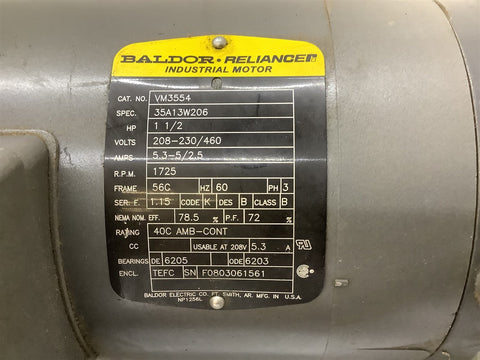 BALDOR • RELIANCER
INDUSTRIAL MOTOR
CAT. NO. VM3554
SPEC. 35A13W206
HP 1 1/2
VOLTS 208-230/460
AMPS 5.3-5/2.5
R.P.M. 1725
FRAME 56C HZ 60 PH 3
SER. F. 1.15 CODE K DES B CLASS B
NEMA NOM. EFF. 78.5 % P.F. 72 %
RATING 40C AMB-CONT
CC USABLE AT 208V 5.3 A
BEARINGS DE 6205 ODE 6203
ENCL. TEFC SN F0803061561
BALDOR ELECTRIC CO. FT. SMITH, AR. MFG. IN U.S.A.
NP1256L